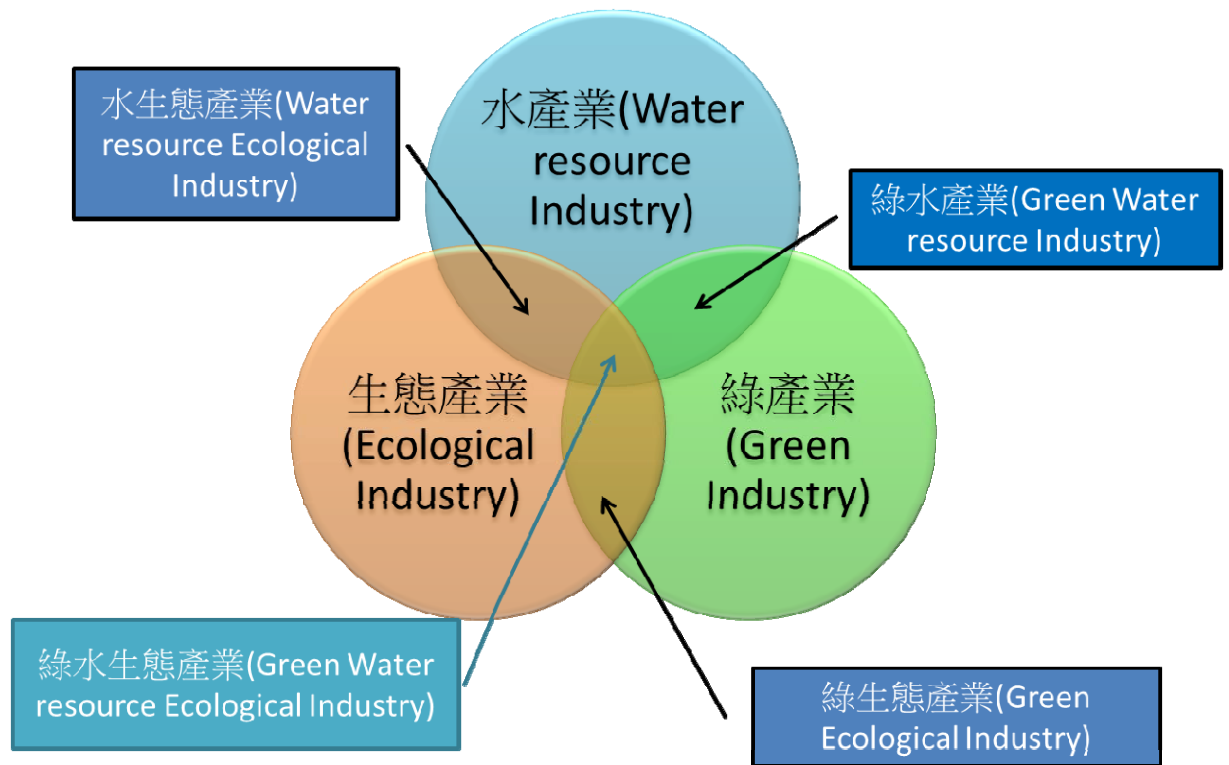 水生態產業(Water
resource Ecological
Industry)
水產業(Water
resource
Industry)
綠水產業(Green Water
resource Industry)
生態產業
(Ecological
Industry)
綠產業
(Green
Industry)
綠水生態產業(Green Water
resource Ecological Industry)
綠生態產業(Green
Ecological Industry)